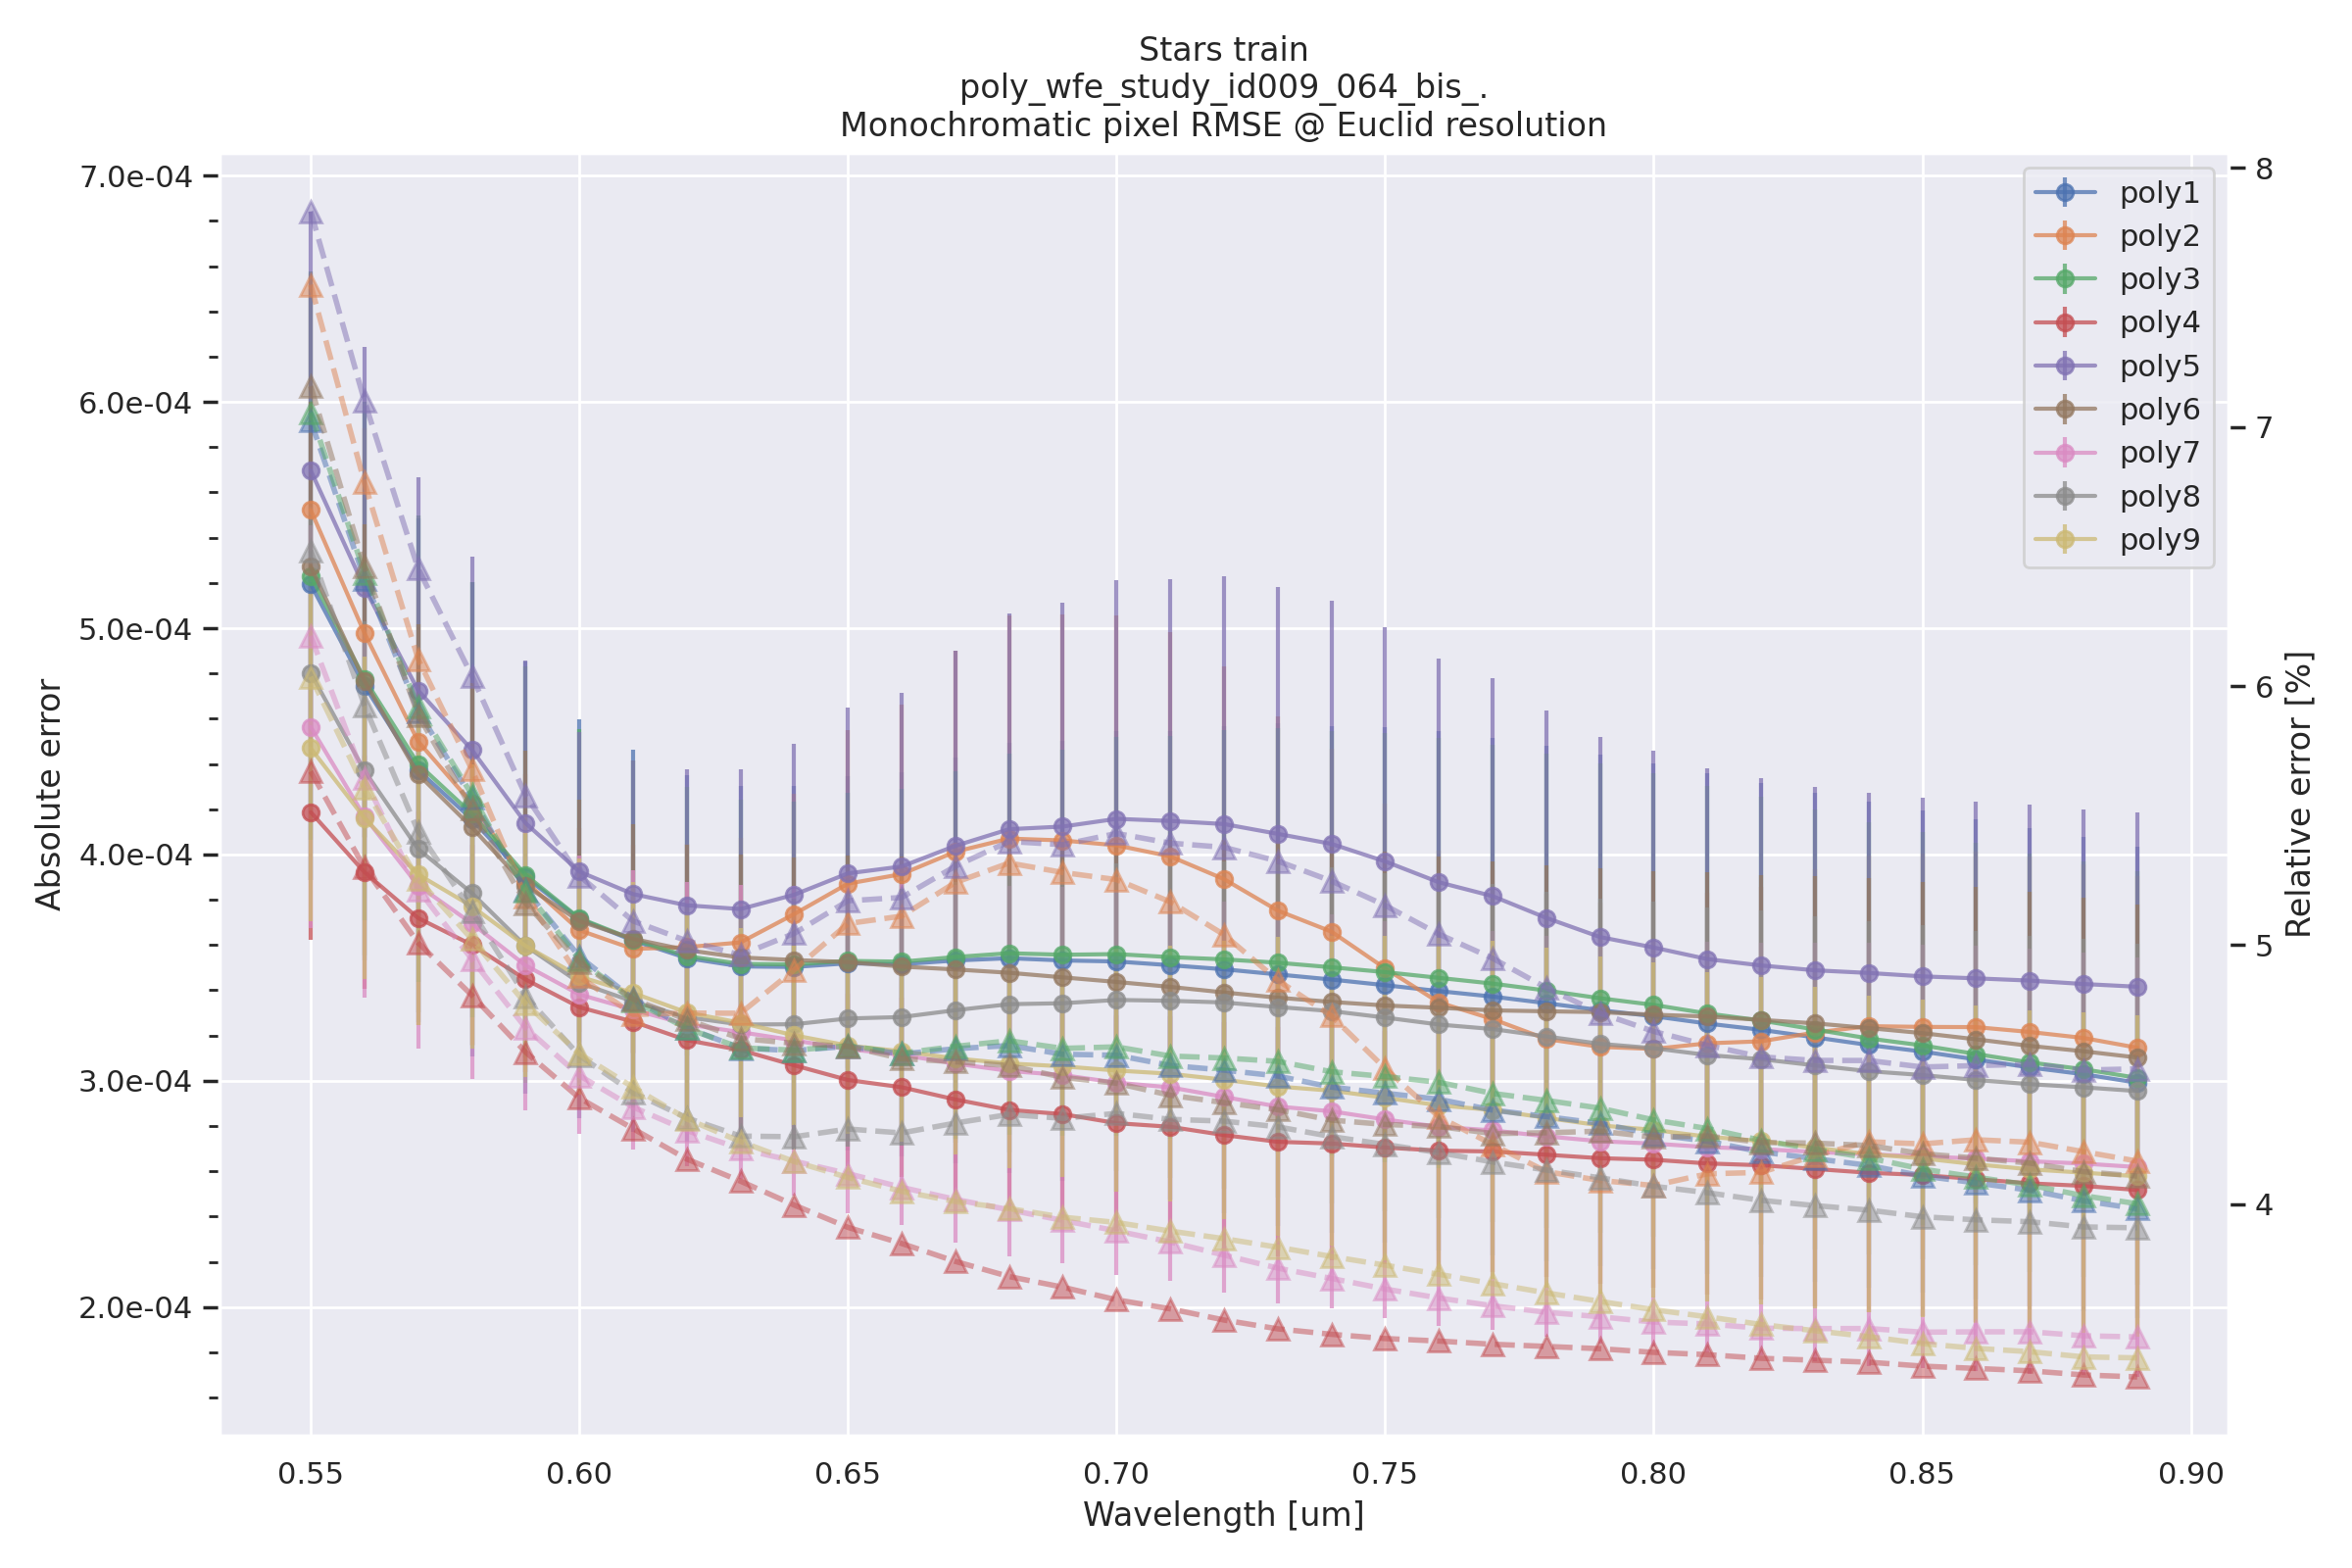 Stars train
poly_wfe_study_id009_064_bis_.
Monochromatic pixel RMSE @ Euclid resolution
7.0e-04
6.0e-04
5.0e-04
4.0e-04
3.0e-04
2.0e-04
Absolute error
8
7
6
5
4
Relative error [%]
poly1
poly2
poly3
poly4
poly5
poly6
poly7
poly8
poly9
0.55 0.60 0.65 0.70 0.75 0.80 0.85 0.90
Wavelength [um]